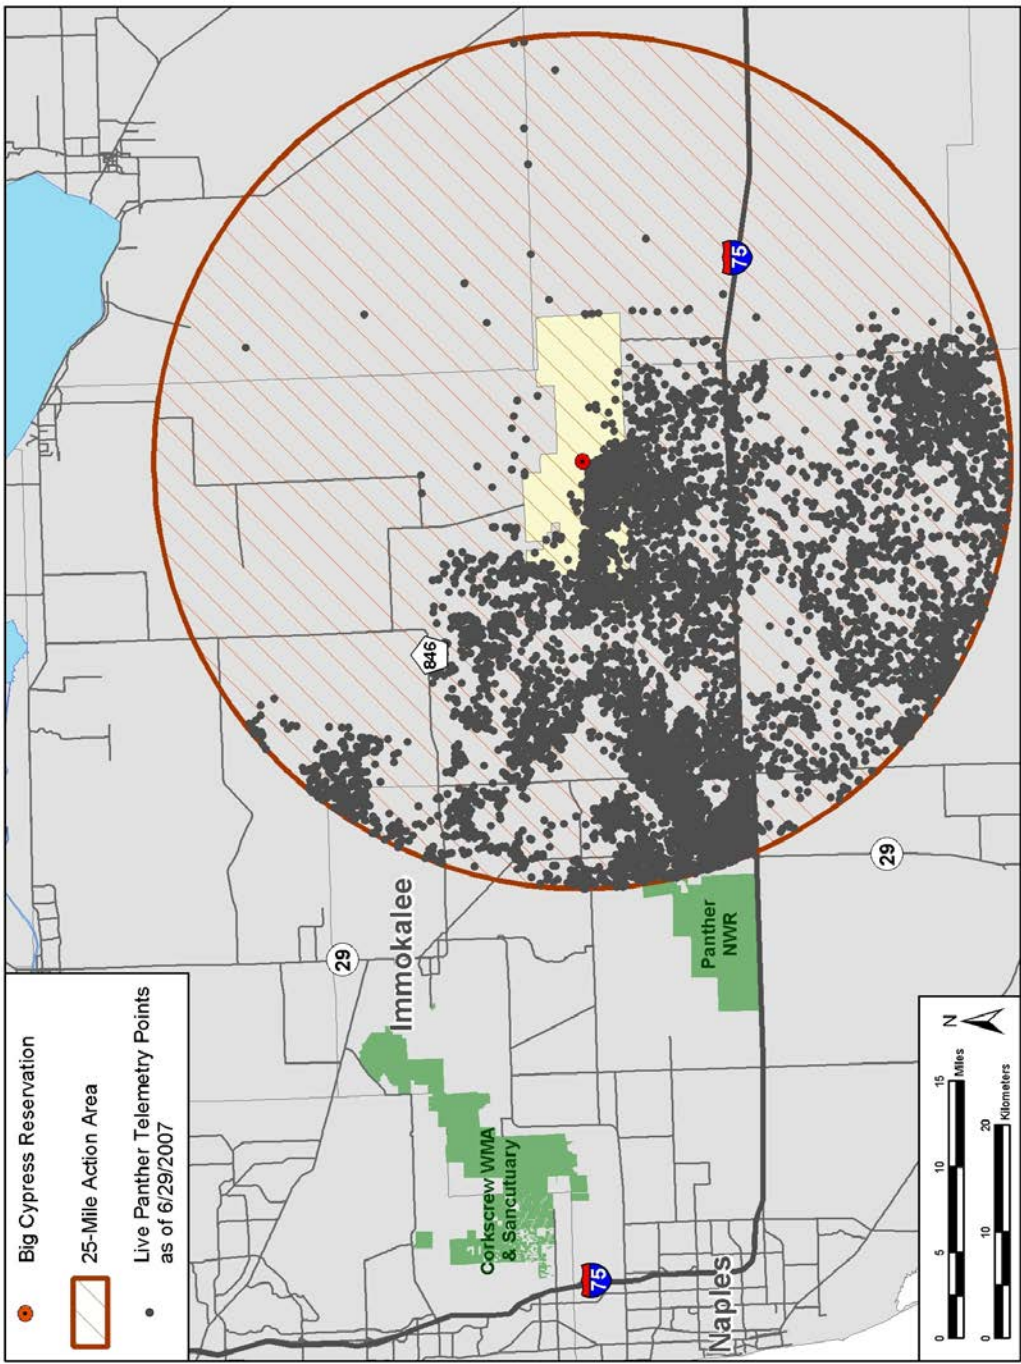 Big Cypress Reservation
25-Mile Action Area
Live Panther Telemetry Points
as of 6/29/2007
29
Immokalee
846
75
Corkscrew WMA
& Sancutuary
Panther
NWR
29
75
Naples
N
0 5 10 15
Miles
0 10 20
Kilometers